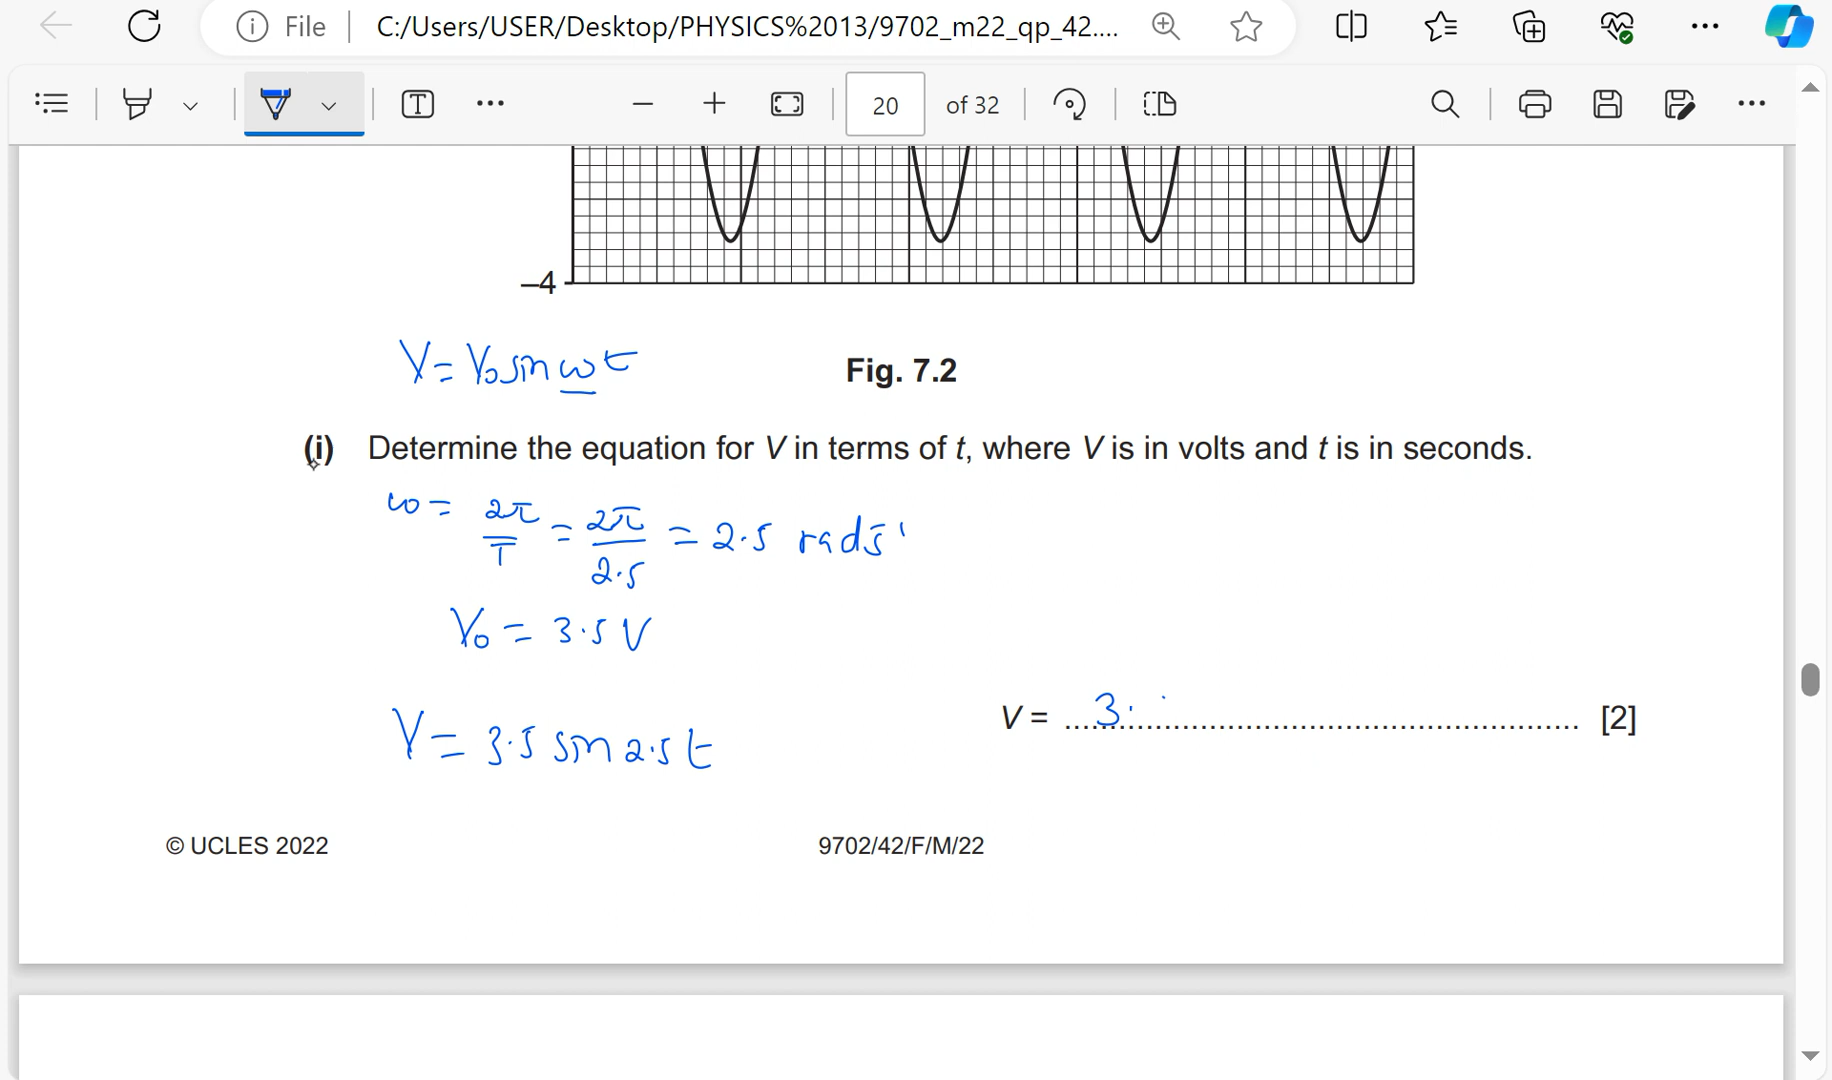 File C:/Users/USER/Desktop/PHYSICS%2013/9702_m22_qp_42....
20 of 32
–4
V = V₀ sin ωt
Fig. 7.2
(i) Determine the equation for V in terms of t, where V is in volts and t is in seconds.
ω = 2π/T = 2π/2.5 = 2.5 rad s⁻¹
V₀ = 3.5 V
V = 3. .......... [2]
V = 3.5 sin 2.5 t
© UCLES 2022 9702/42/F/M/22